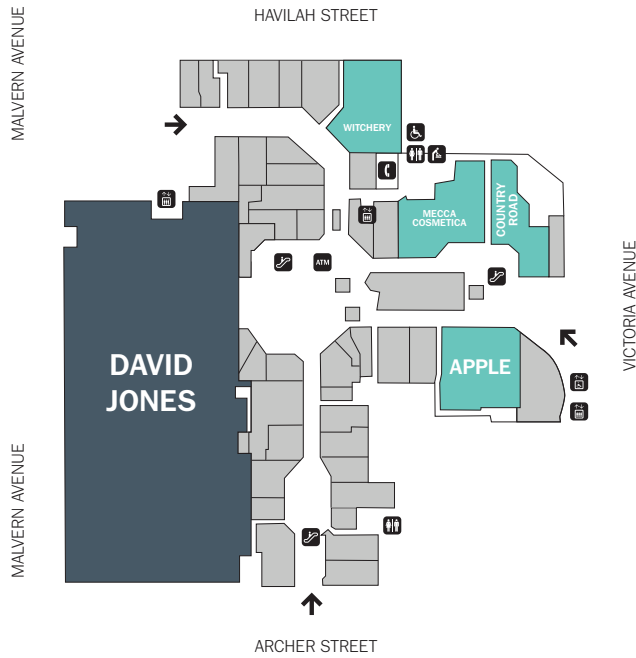 HAVILAH STREET
MALVERN AVENUE
WITCHERY
MECCA
COSMETICA
COUNTRY
ROAD
ATM
VICTORIA AVENUE
DAVID
JONES
APPLE
MALVERN AVENUE
ARCHER STREET